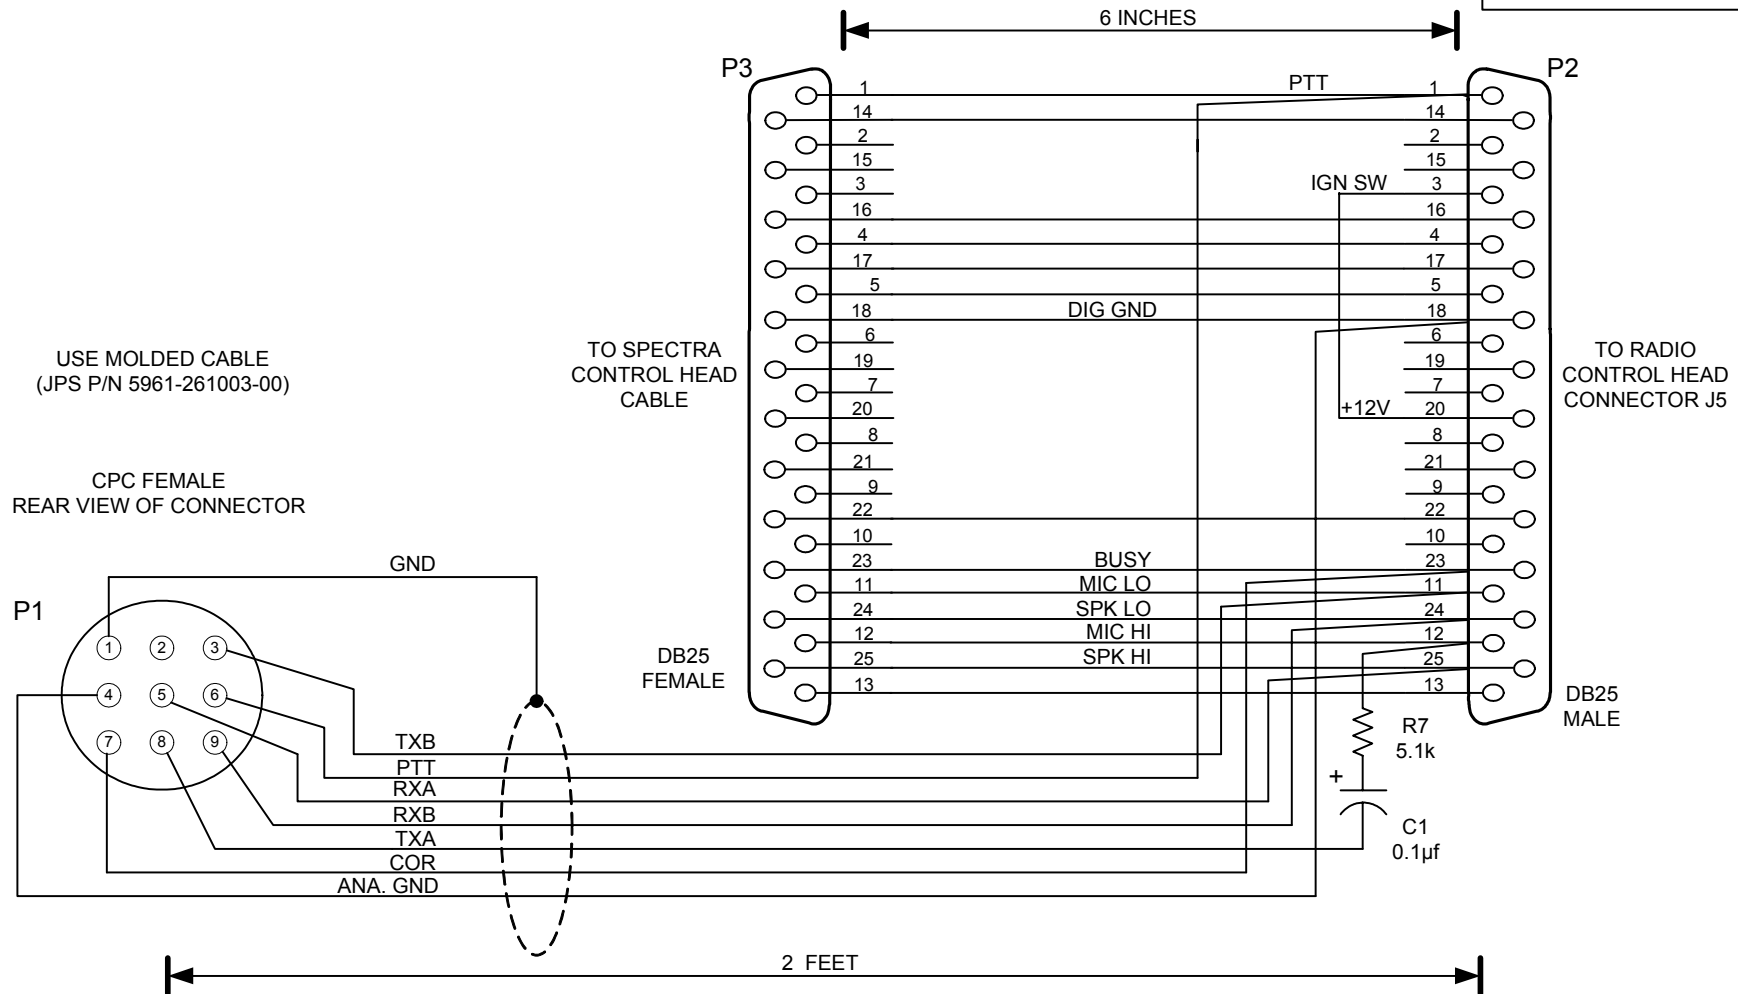 6 INCHES
P3
P2
1 PTT 1
14 14
2 2
15 15
3 IGN SW 3
16 16
4 4
17 17
5 5
18 DIG GND 18
6 6
19 19
7 7
20 +12V 20
8 8
21 21
9 9
22 22
10 10
23 BUSY 23
11 MIC LO 11
24 SPK LO 24
12 MIC HI 12
25 SPK HI 25
13 13
TO SPECTRA
CONTROL HEAD
CABLE
TO RADIO
CONTROL HEAD
CONNECTOR J5
USE MOLDED CABLE
(JPS P/N 5961-261003-00)
CPC FEMALE
REAR VIEW OF CONNECTOR
GND
P1
1 2 3
4 5 6
7 8 9
DB25
FEMALE
DB25
MALE
R7
5.1k
+
C1
0.1µf
TXB
PTT
RXA
RXB
TXA
COR
ANA. GND
2 FEET